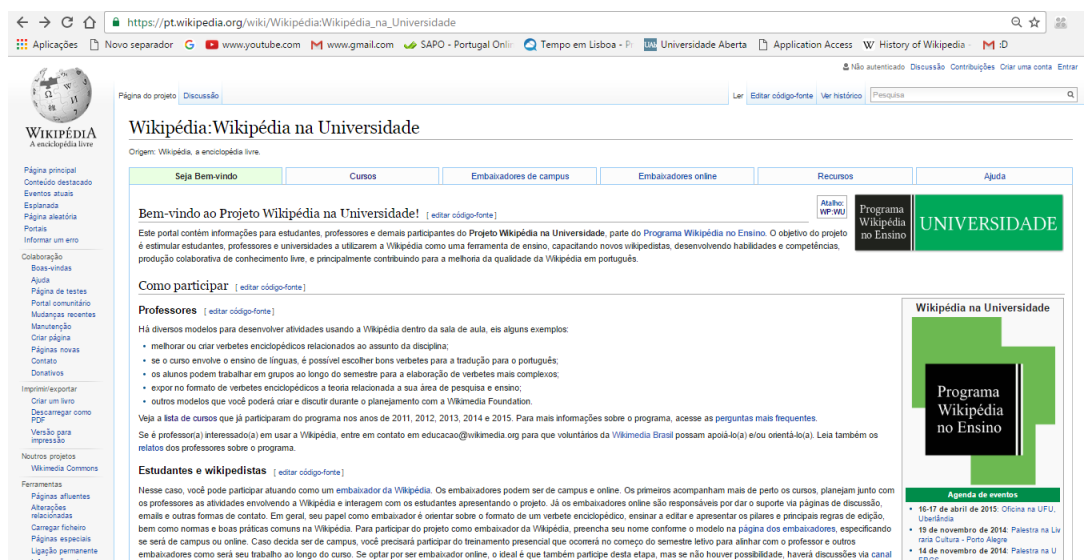 https://pt.wikipedia.org/wiki/Wikipédia:Wikipédia_na_Universidade
Aplicações Novo separador G www.youtube.com www.gmail.com SAPO - Portugal Onlin Tempo em Lisboa - Pr Universidade Aberta Application Access W History of Wikipedia - :D
Não autenticado Discussão Contribuições Criar uma conta Entrar
Página do projeto Discussão Ler Editar código-fonte Ver histórico Pesquisa
WIKIPÉDIA
A enciclopédia livre
Wikipédia:Wikipédia na Universidade
Origem: Wikipédia, a enciclopédia livre.
Página principal
Conteúdo destacado
Eventos atuais
Esplanada
Página aleatória
Portais
Informar um erro
Colaboração
Boas-vindas
Ajuda
Página de testes
Portal comunitário
Mudanças recentes
Manutenção
Criar página
Páginas novas
Contato
Donativos
Imprimir/exportar
Criar um livro
Descarregar como
PDF
Versão para
impressão
Noutros projetos
Wikimedia Commons
Ferramentas
Páginas afluentes
Alterações
relacionadas
Carregar ficheiro
Páginas especiais
Ligação permanente
Seja Bem-vindo Cursos Embaixadores de campus Embaixadores online Recursos Ajuda
Bem-vindo ao Projeto Wikipédia na Universidade! [ editar código-fonte ]
Atalho:
WP:WU
Programa
Wikipédia
no Ensino
UNIVERSIDADE
Este portal contém informações para estudantes, professores e demais participantes do Projeto Wikipédia na Universidade, parte do Programa Wikipédia no Ensino. O objetivo do projeto
é estimular estudantes, professores e universidades a utilizarem a Wikipédia como uma ferramenta de ensino, capacitando novos wikipedistas, desenvolvendo habilidades e competências,
produção colaborativa de conhecimento livre, e principalmente contribuindo para a melhoria da qualidade da Wikipédia em português.
Como participar [ editar código-fonte ]
Professores [ editar código-fonte ]
Há diversos modelos para desenvolver atividades usando a Wikipédia dentro da sala de aula, eis alguns exemplos:
• melhorar ou criar verbetes enciclopédicos relacionados ao assunto da disciplina;
• se o curso envolve o ensino de línguas, é possível escolher bons verbetes para a tradução para o português;
• os alunos podem trabalhar em grupos ao longo do semestre para a elaboração de verbetes mais complexos;
• expor no formato de verbetes enciclopédicos a teoria relacionada a sua área de pesquisa e ensino;
• outros modelos que você poderá criar e discutir durante o planejamento com a Wikimedia Foundation.
Veja a lista de cursos que já participaram do programa nos anos de 2011, 2012, 2013, 2014 e 2015. Para mais informações sobre o programa, acesse as perguntas mais frequentes.
Se é professor(a) interessado(a) em usar a Wikipédia, entre em contato em educacao@wikimedia.org para que voluntários da Wikimedia Brasil possam apoiá-lo(a) e/ou orientá-lo(a). Leia também os
relatos dos professores sobre o programa.
Estudantes e wikipedistas [ editar código-fonte ]
Nesse caso, você pode participar atuando como um embaixador da Wikipédia. Os embaixadores podem ser de campus e online. Os primeiros acompanham mais de perto os cursos, planejam junto com
os professores as atividades envolvendo a Wikipédia e interagem com os estudantes apresentando o projeto. Já os embaixadores online são responsáveis por dar o suporte via páginas de discussão,
emails e outras formas de contato. Em geral, seu papel como embaixador é orientar sobre o formato de um verbete enciclopédico, ensinar a editar e apresentar os pilares e principais regras de edição,
bem como normas e boas práticas comuns na Wikipédia. Para participar do projeto como embaixador da Wikipédia, preencha seu nome conforme o modelo na página dos embaixadores, especificando
se será de campus ou online. Caso decida ser de campus, você precisará participar do treinamento presencial que ocorrerá no começo do semestre letivo para alinhar com o professor e outros
embaixadores como será seu trabalho ao longo do curso. Se optar por ser embaixador online, o ideal é que também participe desta etapa, mas se não houver possibilidade, haverá discussões via canal
Wikipédia na Universidade
Programa
Wikipédia
no Ensino
Agenda de eventos
• 16-17 de abril de 2015: Oficina na UFU,
Uberlândia
• 19 de novembro de 2014: Palestra na Liv
raria Cultura - Porto Alegre
• 14 de novembro de 2014: Palestra na U